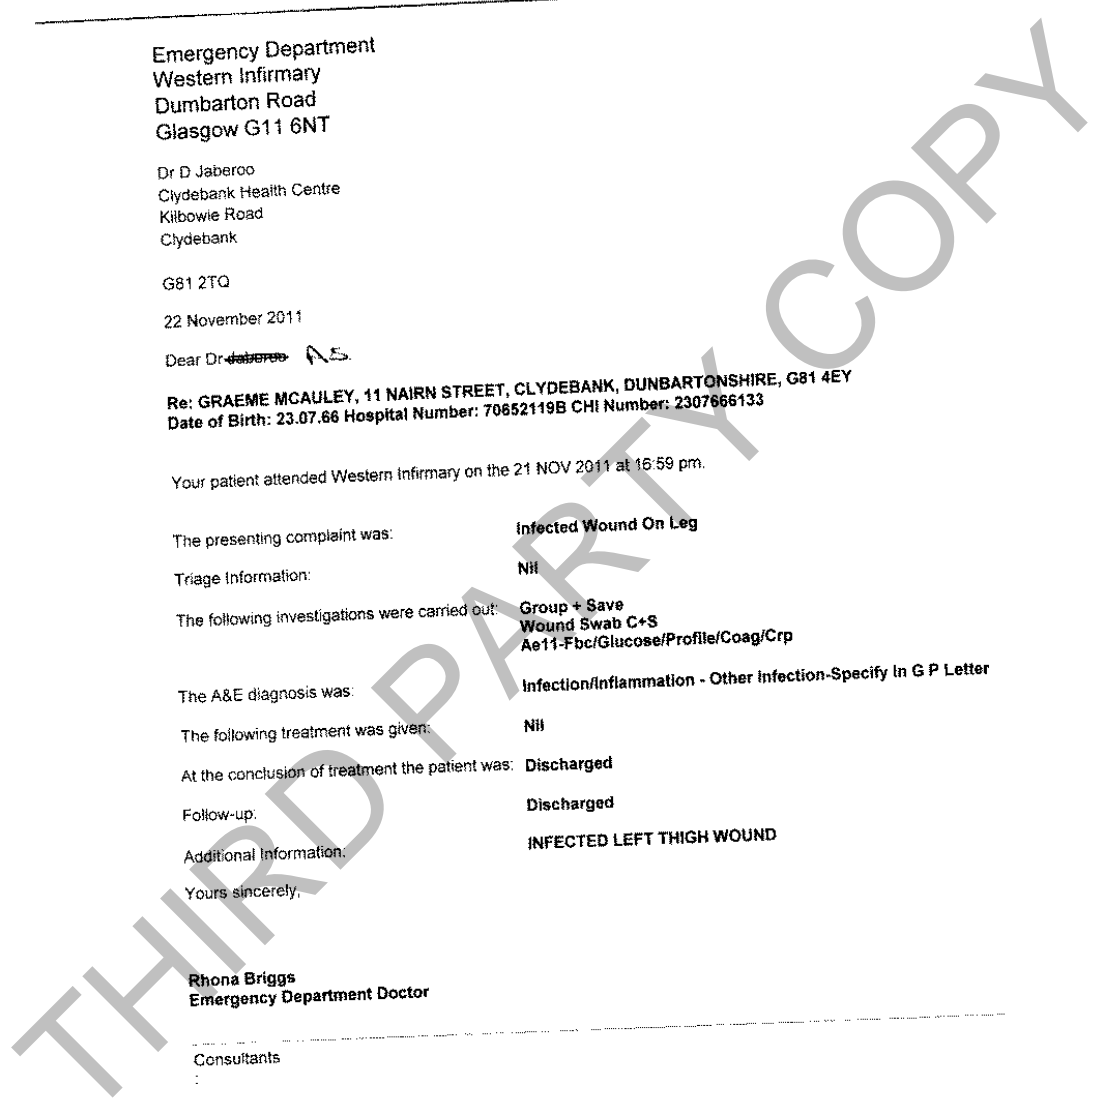 Emergency Department
Western Infirmary
Dumbarton Road
Glasgow G11 6NT
Dr D Jaberoo
Clydebank Health Centre
Kilbowie Road
Clydebank
G81 2TQ
22 November 2011
Dear Dr Jaberoo AS.
Re: GRAEME MCAULEY, 11 NAIRN STREET, CLYDEBANK, DUNBARTONSHIRE, G81 4EY
Date of Birth: 23.07.66 Hospital Number: 70652119B CHI Number: 2307666133
Your patient attended Western Infirmary on the 21 NOV 2011 at 16:59 pm.
The presenting complaint was: Infected Wound On Leg
Triage Information: Nil
The following investigations were carried out: Group + Save
Wound Swab C+S
Ae11-Fbc/Glucose/Profile/Coag/Crp
The A&E diagnosis was: Infection/Inflammation - Other Infection-Specify In G P Letter
The following treatment was given: Nil
At the conclusion of treatment the patient was: Discharged
Follow-up: Discharged
Additional Information: INFECTED LEFT THIGH WOUND
Yours sincerely,
Rhona Briggs
Emergency Department Doctor
Consultants
:
THIRD PARTY COPY